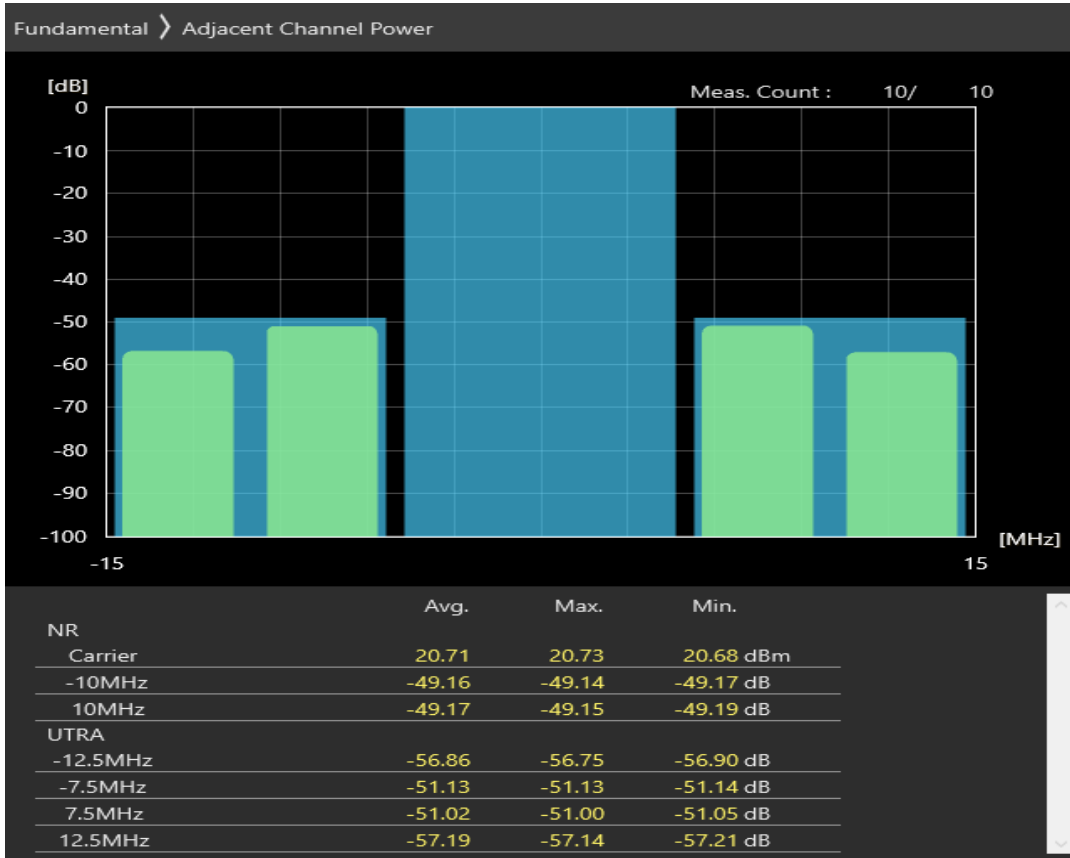 Fundamental ❭ Adjacent Channel Power
[dB]
Meas. Count : 10/ 10
0
-10
-20
-30
-40
-50
-60
-70
-80
-90
-100
[MHz]
-15 15
Avg. Max. Min.
NR
Carrier 20.71 20.73 20.68 dBm
-10MHz -49.16 -49.14 -49.17 dB
10MHz -49.17 -49.15 -49.19 dB
UTRA
-12.5MHz -56.86 -56.75 -56.90 dB
-7.5MHz -51.13 -51.13 -51.14 dB
7.5MHz -51.02 -51.00 -51.05 dB
12.5MHz -57.19 -57.14 -57.21 dB